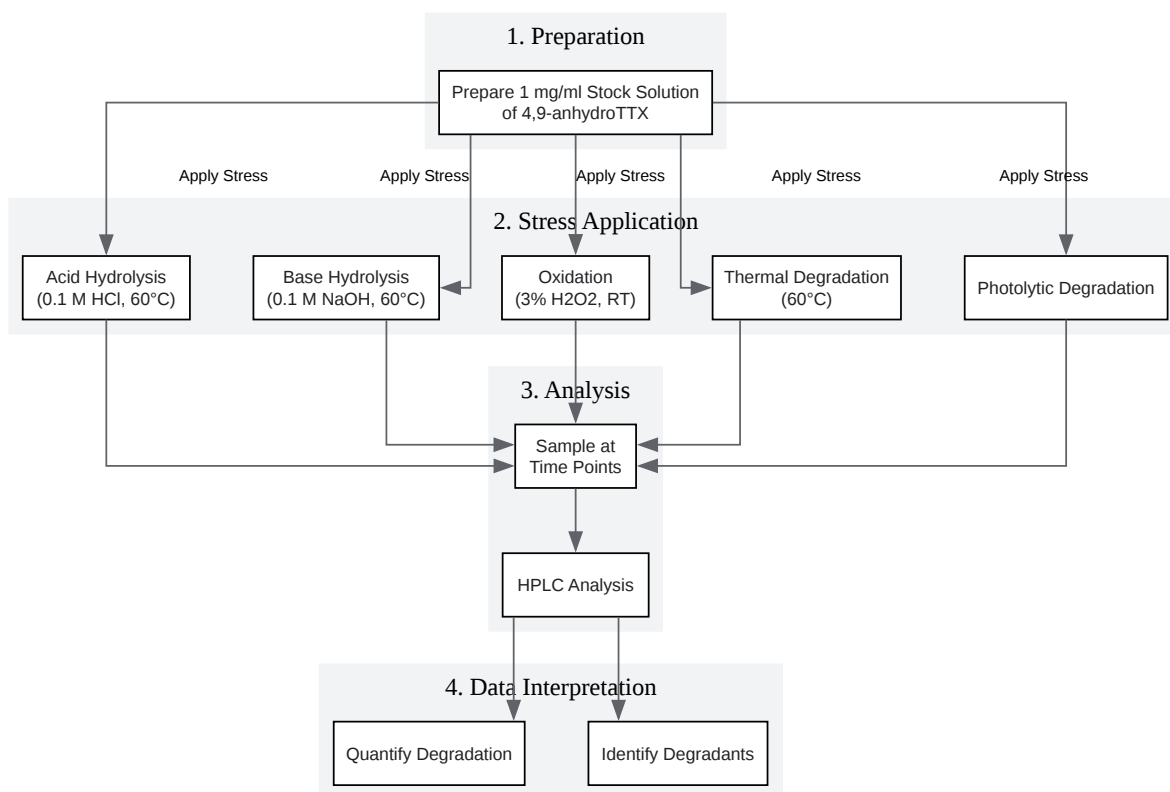 1. Preparation
Prepare 1 mg/ml Stock Solution
of 4,9-anhydroTTX
Apply Stress
Apply Stress
Apply Stress
Apply Stress
Apply Stress
2. Stress Application
Acid Hydrolysis
(0.1 M HCl, 60°C)
Base Hydrolysis
(0.1 M NaOH, 60°C)
Oxidation
(3% H2O2, RT)
Thermal Degradation
(60°C)
Photolytic Degradation
3. Analysis
Sample at
Time Points
HPLC Analysis
4. Data Interpretation
Quantify Degradation
Identify Degradants